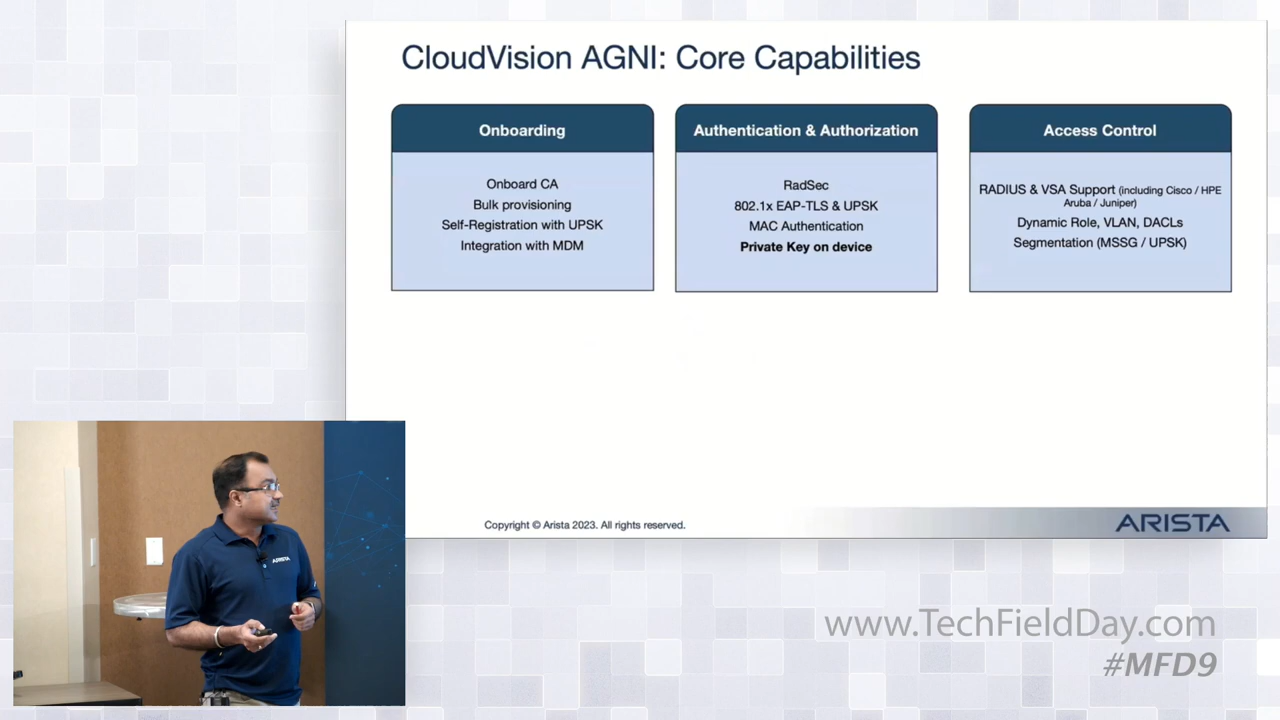 CloudVision AGNI: Core Capabilities
Onboarding
Onboard CA
Bulk provisioning
Self-Registration with UPSK
Integration with MDM
Authentication & Authorization
RadSec
802.1x EAP-TLS & UPSK
MAC Authentication
Private Key on device
Access Control
RADIUS & VSA Support (including Cisco / HPE
Aruba / Juniper)
Dynamic Role, VLAN, DACLs
Segmentation (MSSG / UPSK)
Copyright © Arista 2023. All rights reserved.
ARISTA
ARISTA
www.TechFieldDay.com
#MFD9